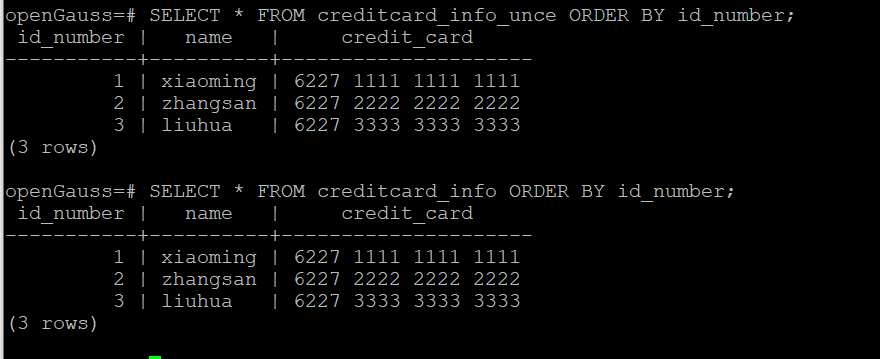 openGauss=# SELECT * FROM creditcard_info_unce ORDER BY id_number;
 id_number |   name   |     credit_card
-----------+----------+---------------------
         1 | xiaoming | 6227 1111 1111 1111
         2 | zhangsan | 6227 2222 2222 2222
         3 | liuhua   | 6227 3333 3333 3333
(3 rows)
openGauss=# SELECT * FROM creditcard_info ORDER BY id_number;
 id_number |   name   |     credit_card
-----------+----------+---------------------
         1 | xiaoming | 6227 1111 1111 1111
         2 | zhangsan | 6227 2222 2222 2222
         3 | liuhua   | 6227 3333 3333 3333
(3 rows)